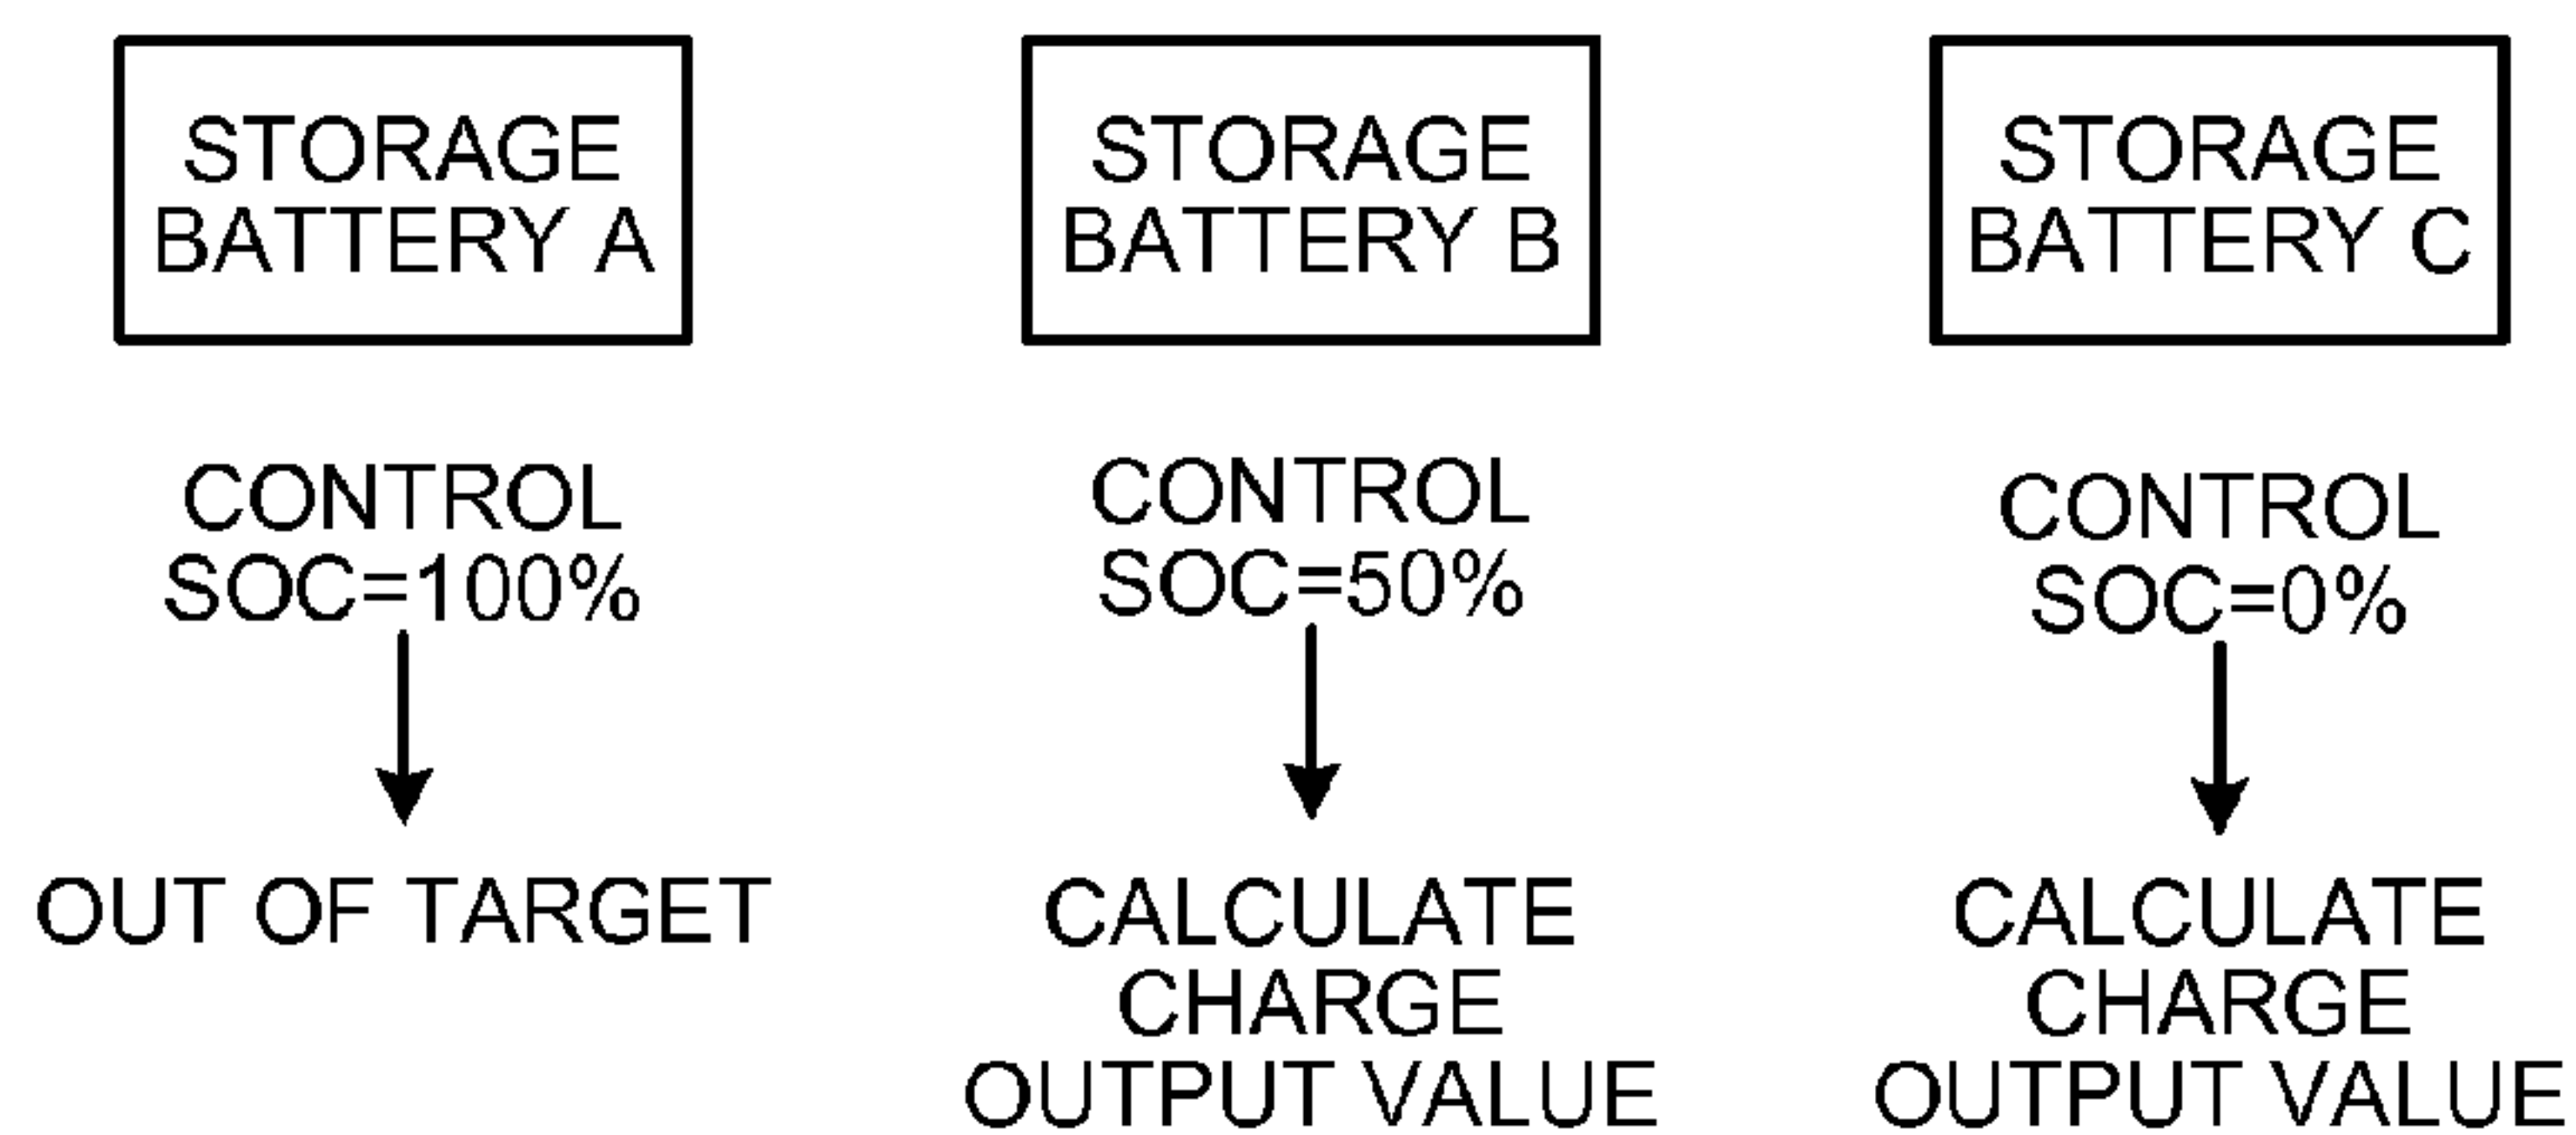 STORAGE
BATTERY A
CONTROL
SOC=100%
OUT OF TARGET
STORAGE
BATTERY B
CONTROL
SOC=50%
CALCULATE
CHARGE
OUTPUT VALUE
STORAGE
BATTERY C
CONTROL
SOC=0%
CALCULATE
CHARGE
OUTPUT VALUE